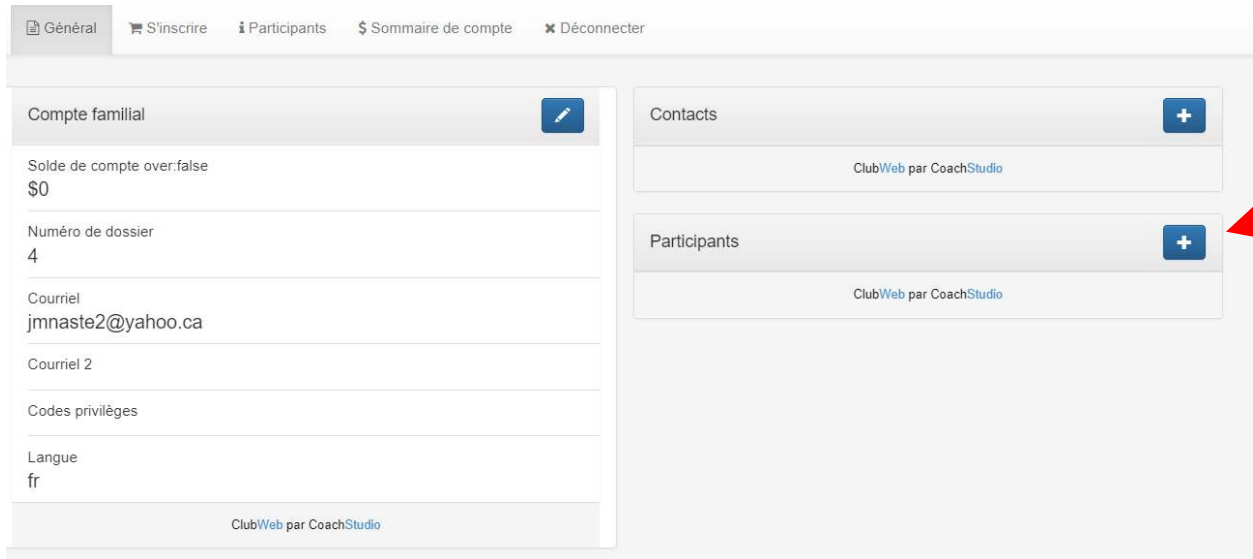 Général S'inscrire Participants $ Sommaire de compte Déconnecter
Compte familial
Solde de compte over:false
$0
Numéro de dossier
4
Courriel
jmnaste2@yahoo.ca
Courriel 2
Codes privilèges
Langue
fr
ClubWeb par CoachStudio
Contacts
ClubWeb par CoachStudio
Participants
ClubWeb par CoachStudio